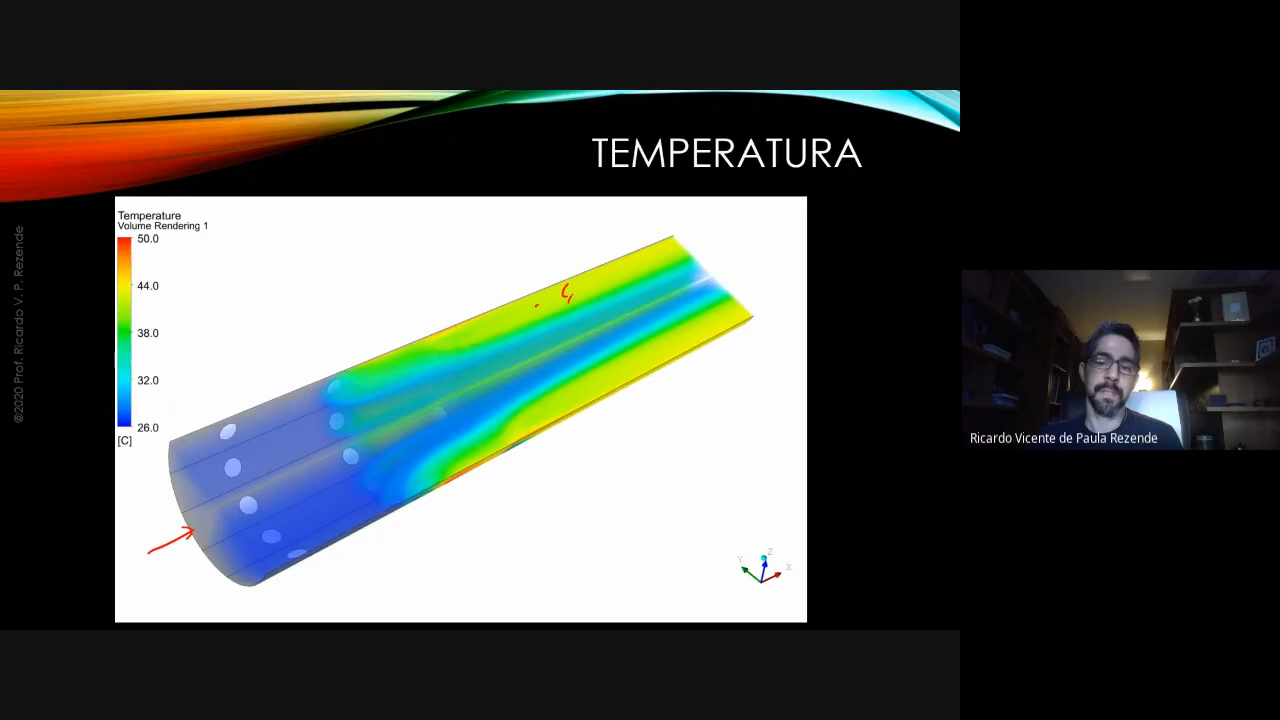 TEMPERATURA
©2020 Prof. Ricardo V. P. Rezende
Temperature
Volume Rendering 1
50.0
44.0
38.0
32.0
26.0
[C]
Z
Y
X
Ricardo Vicente de Paula Rezende